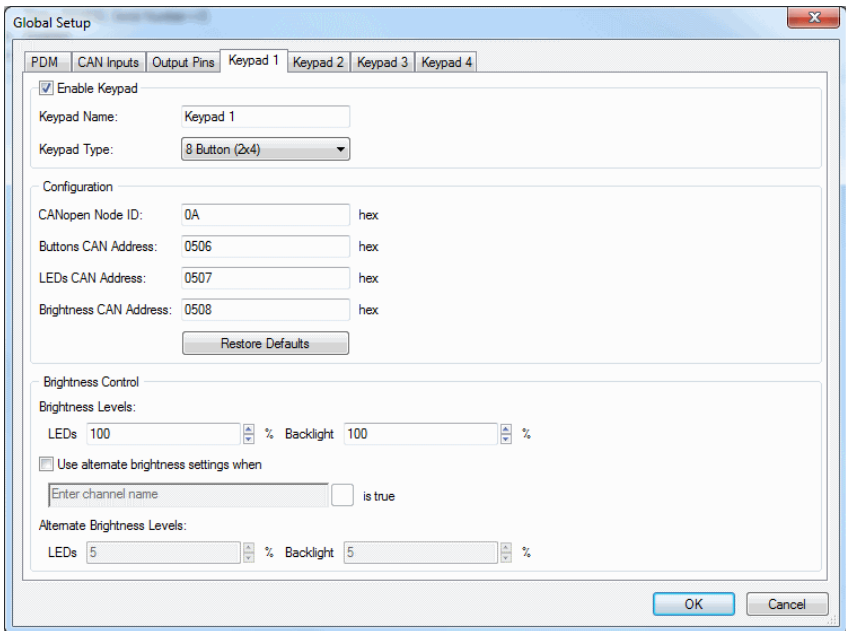 Global Setup
PDM CAN Inputs Output Pins Keypad 1 Keypad 2 Keypad 3 Keypad 4
Enable Keypad
Keypad Name: Keypad 1
Keypad Type: 8 Button (2x4)
Configuration
CANopen Node ID: 0A hex
Buttons CAN Address: 0506 hex
LEDs CAN Address: 0507 hex
Brightness CAN Address: 0508 hex
Restore Defaults
Brightness Control
Brightness Levels:
LEDs 100 % Backlight 100 %
Use alternate brightness settings when
Enter channel name is true
Alternate Brightness Levels:
LEDs 5 % Backlight 5 %
OK Cancel